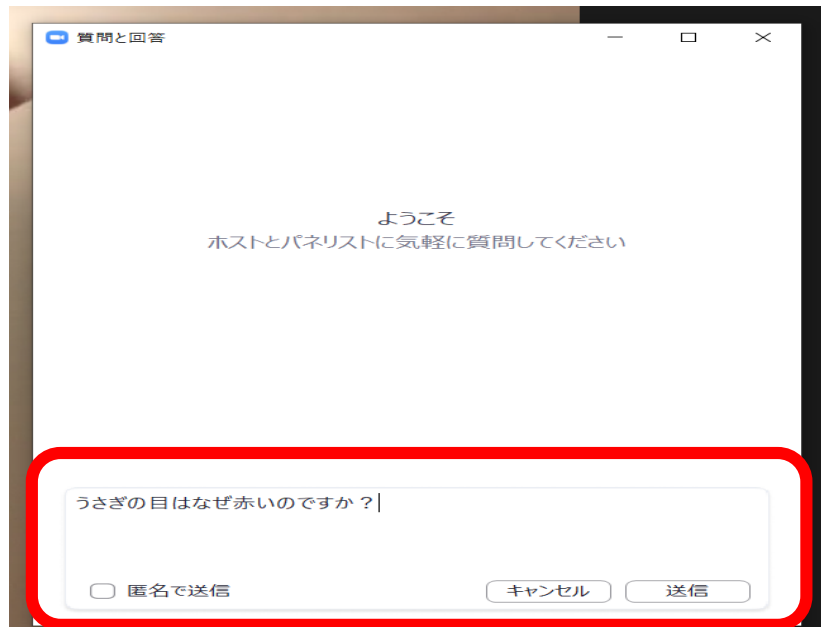 質問と回答
ようこそ
ホストとパネリストに気軽に質問してください
うさぎの目はなぜ赤いのですか？
匿名で送信
キャンセル
送信